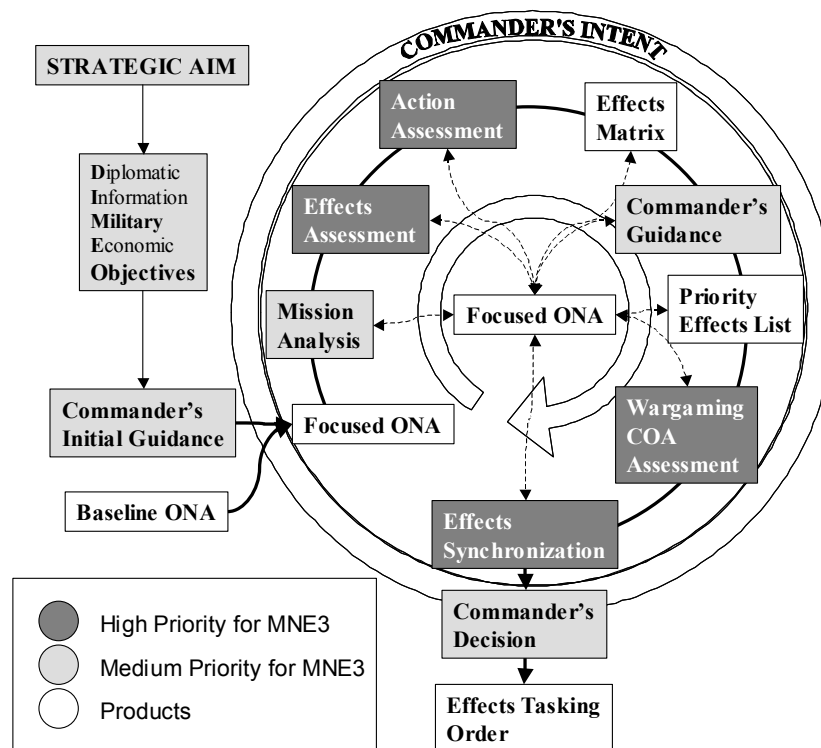 COMMANDER'S INTENT
STRATEGIC AIM
Diplomatic
Information
Military
Economic
Objectives
Commander's
Initial Guidance
Baseline ONA
Focused ONA
Mission
Analysis
Effects
Assessment
Action
Assessment
Effects
Matrix
Commander's
Guidance
Priority
Effects List
Focused ONA
Wargaming
COA
Assessment
Effects
Synchronization
Commander's
Decision
Effects Tasking
Order
High Priority for MNE3
Medium Priority for MNE3
Products